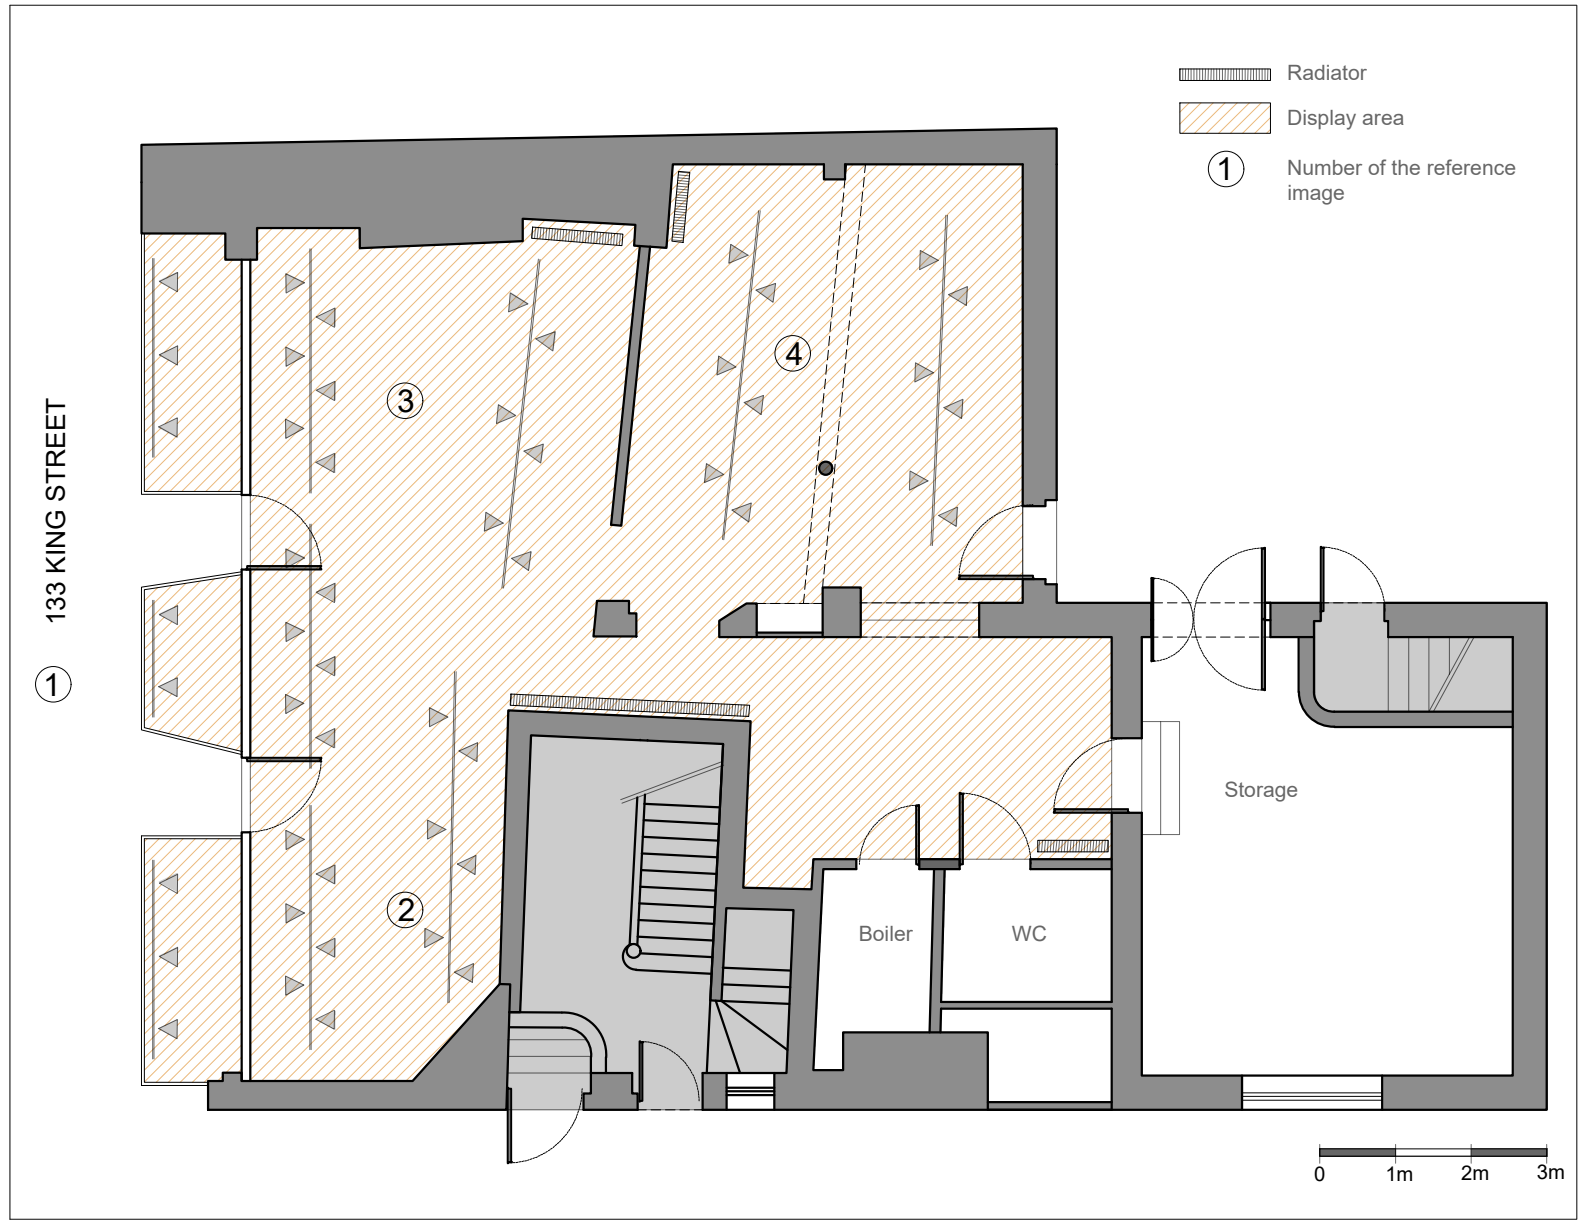 Radiator
Display area
1
Number of the reference
image
4
3
133 KING STREET
1
Storage
2
Boiler
WC
0
1m
2m
3m